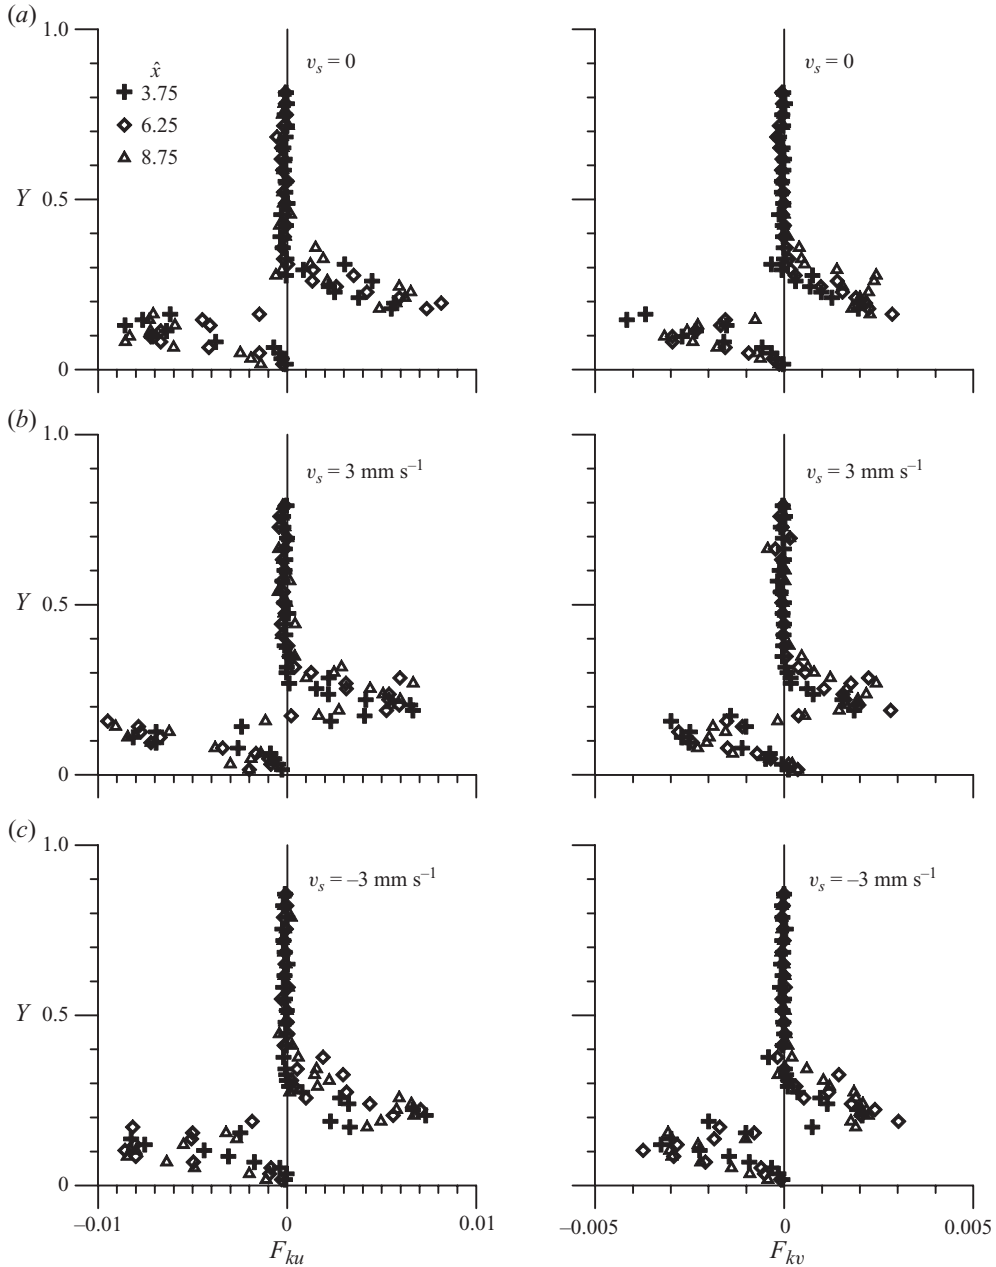 (a)
1.0
Y 0.5
0
x̂
3.75
6.25
8.75
v_s = 0
v_s = 0
(b)
1.0
Y 0.5
0
v_s = 3 mm s⁻¹
v_s = 3 mm s⁻¹
(c)
1.0
Y 0.5
0
v_s = –3 mm s⁻¹
v_s = –3 mm s⁻¹
–0.01 0 0.01
F_ku
–0.005 0 0.005
F_kv